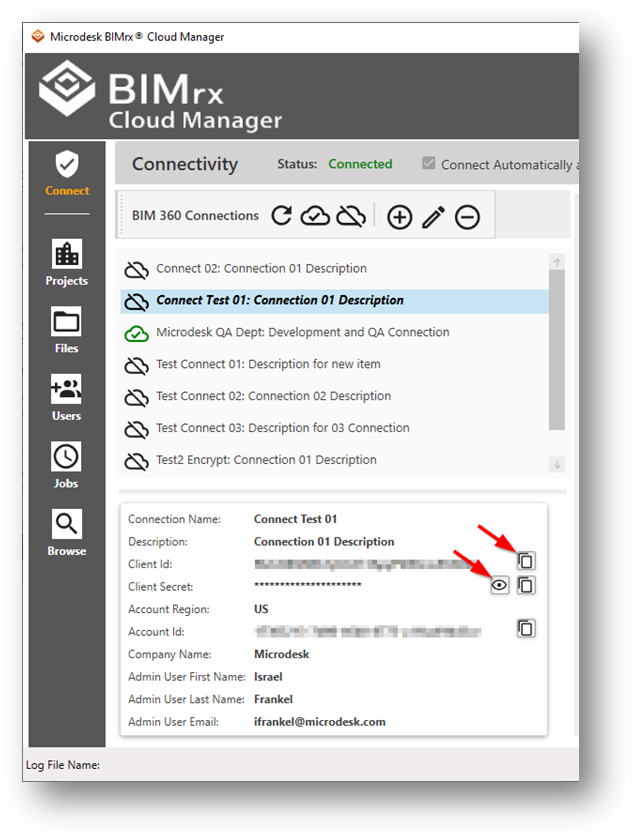 Microdesk BIMrx® Cloud Manager
BIMrx
Cloud Manager
Connect
Projects
Files
Users
Jobs
Browse
Connectivity Status: Connected Connect Automatically a
BIM 360 Connections
Connect 02: Connection 01 Description
Connect Test 01: Connection 01 Description
Microdesk QA Dept: Development and QA Connection
Test Connect 01: Description for new item
Test Connect 02: Connection 02 Description
Test Connect 03: Description for 03 Connection
Test2 Encrypt: Connection 01 Description
Connection Name: Connect Test 01
Description: Connection 01 Description
Client Id:
Client Secret: *********************
Account Region: US
Account Id:
Company Name: Microdesk
Admin User First Name: Israel
Admin User Last Name: Frankel
Admin User Email: ifrankel@microdesk.com
Log File Name: